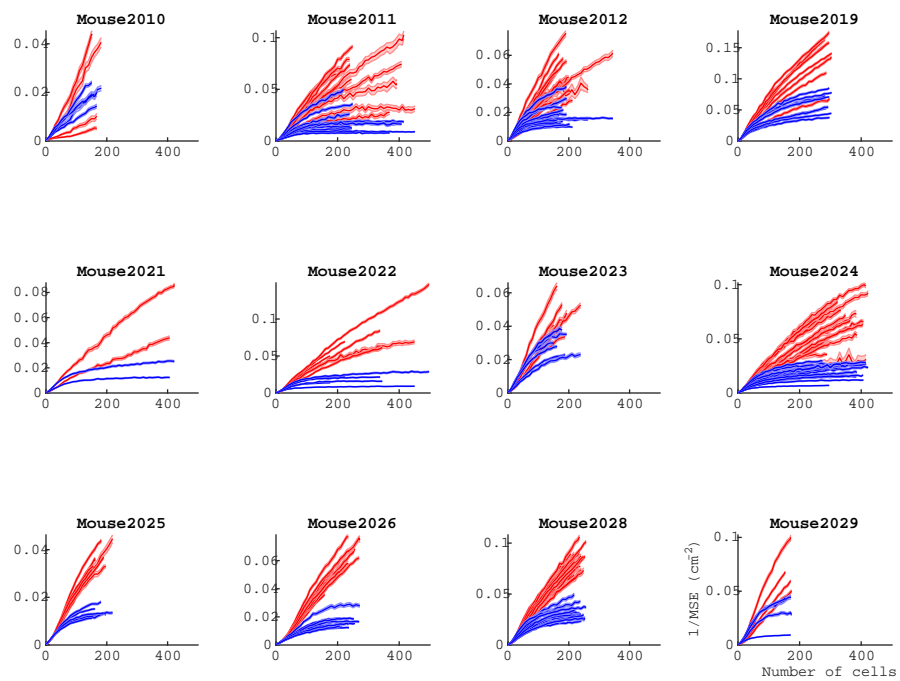 Mouse2010 Mouse2011 Mouse2012 Mouse2019
0.04 0.02 0 0 200 400
0.1 0.05 0 0 200 400
0.06 0.04 0.02 0 0 200 400
0.15 0.1 0.05 0 0 200 400
Mouse2021 Mouse2022 Mouse2023 Mouse2024
0.08 0.06 0.04 0.02 0 0 200 400
0.1 0.05 0 0 200 400
0.06 0.04 0.02 0 0 200 400
0.1 0.05 0 0 200 400
Mouse2025 Mouse2026 Mouse2028 Mouse2029
0.04 0.02 0 0 200 400
0.06 0.04 0.02 0 0 200 400
0.1 0.05 0 0 200 400
0.1 0.05 0 0 200 400
1/MSE (cm⁻²)
Number of cells